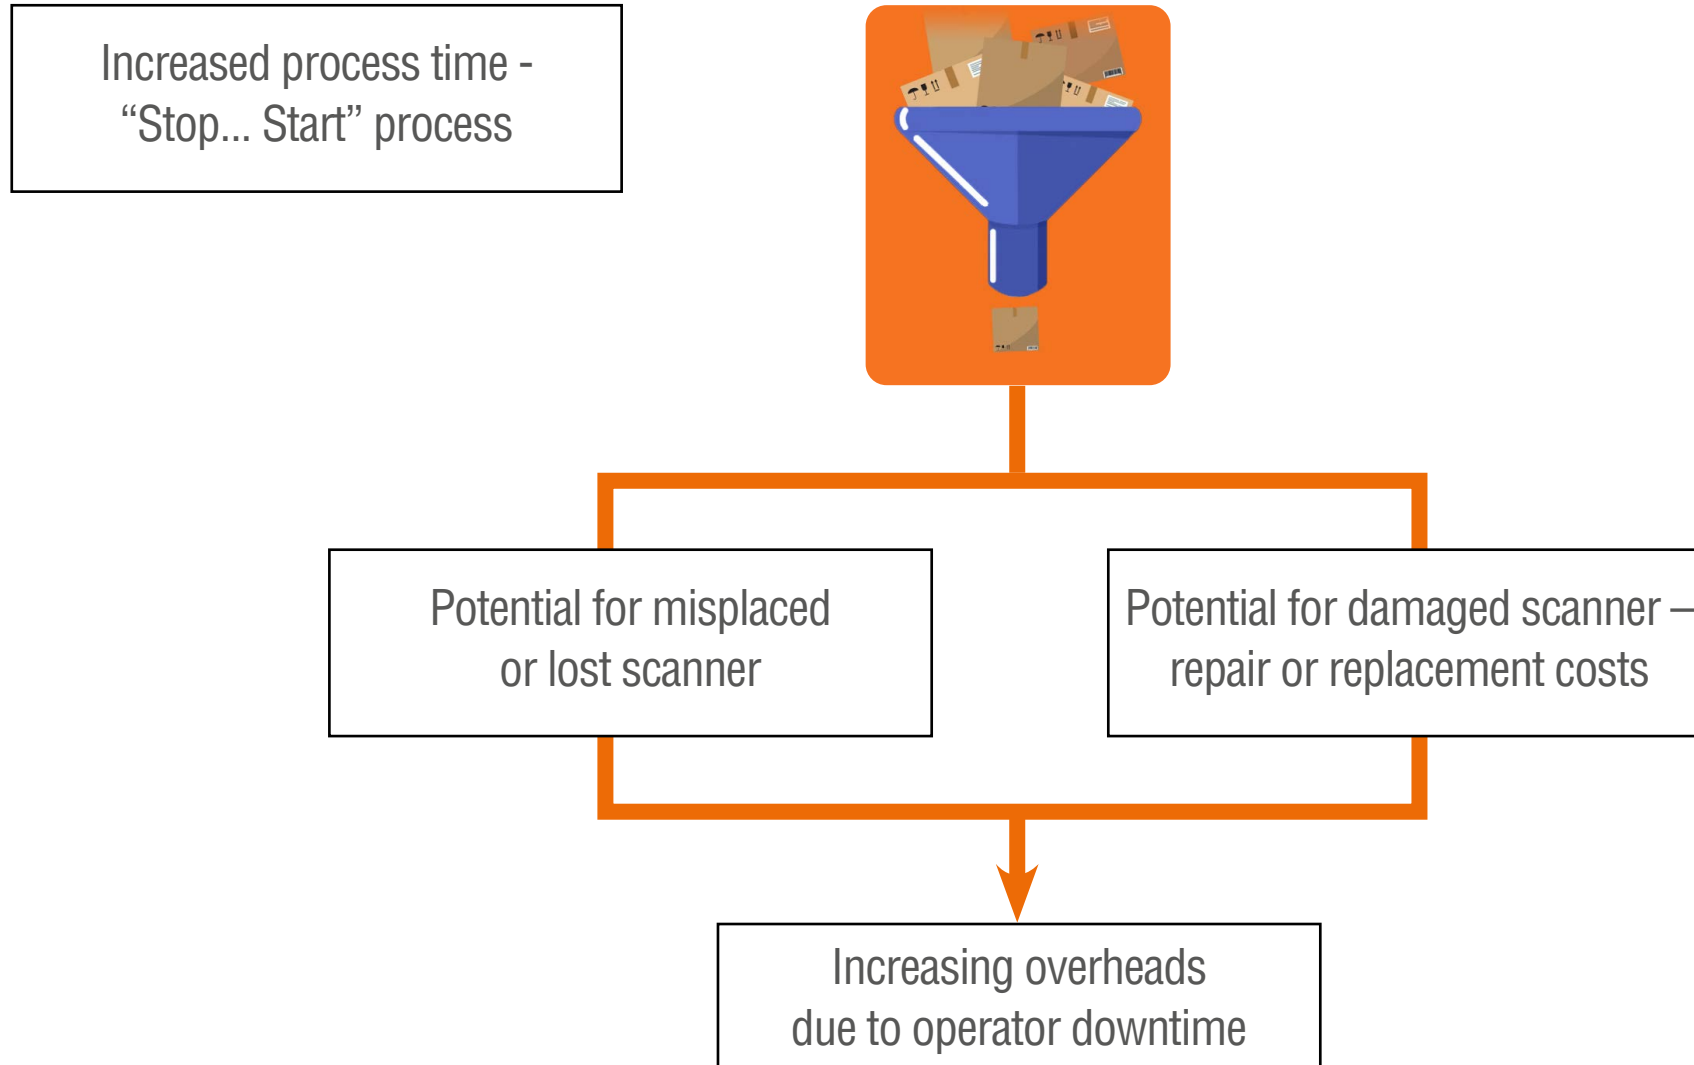 Increased process time -
“Stop... Start” process
Potential for misplaced
or lost scanner
Potential for damaged scanner –
repair or replacement costs
Increasing overheads
due to operator downtime